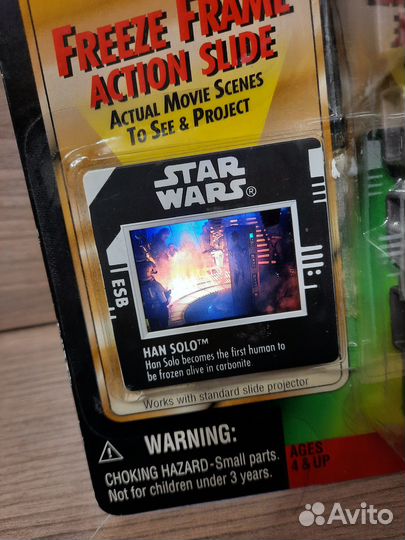 FREEZE FRAME
ACTION SLIDE
ACTUAL MOVIE SCENES
TO SEE & PROJECT
STAR
WARS®
ESB
HAN SOLO™
Han Solo becomes the first human to
be frozen alive in carbonite.
Works with standard slide projector
WARNING:
CHOKING HAZARD-Small parts.
Not for children under 3 years.
AGES
4 & UP
Avito